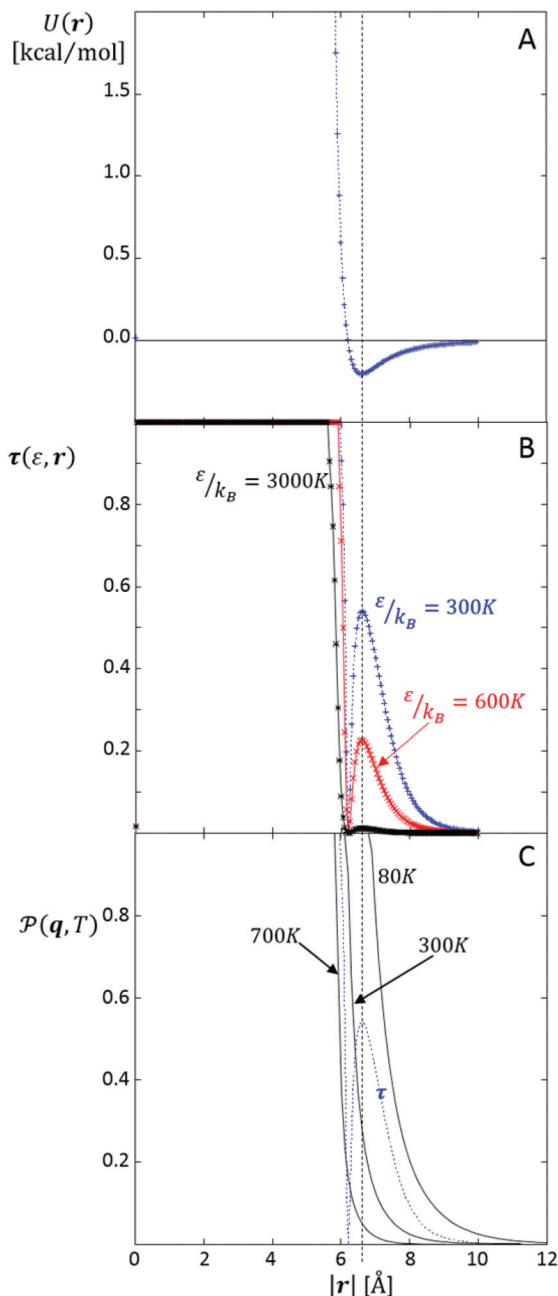 U(r)
[kcal/mol]
A
1.5
1.0
0.5
0.0
τ(ε, r)
B
ε/k_B = 3000K
0.8
0.6
ε/k_B = 300K
0.4
ε/k_B = 600K
0.2
C
80K
𝒫(q, T)
0.8
700K
300K
0.6
0.4
τ
0.2
0 2 4 6 8 10 12
|r| [Å]